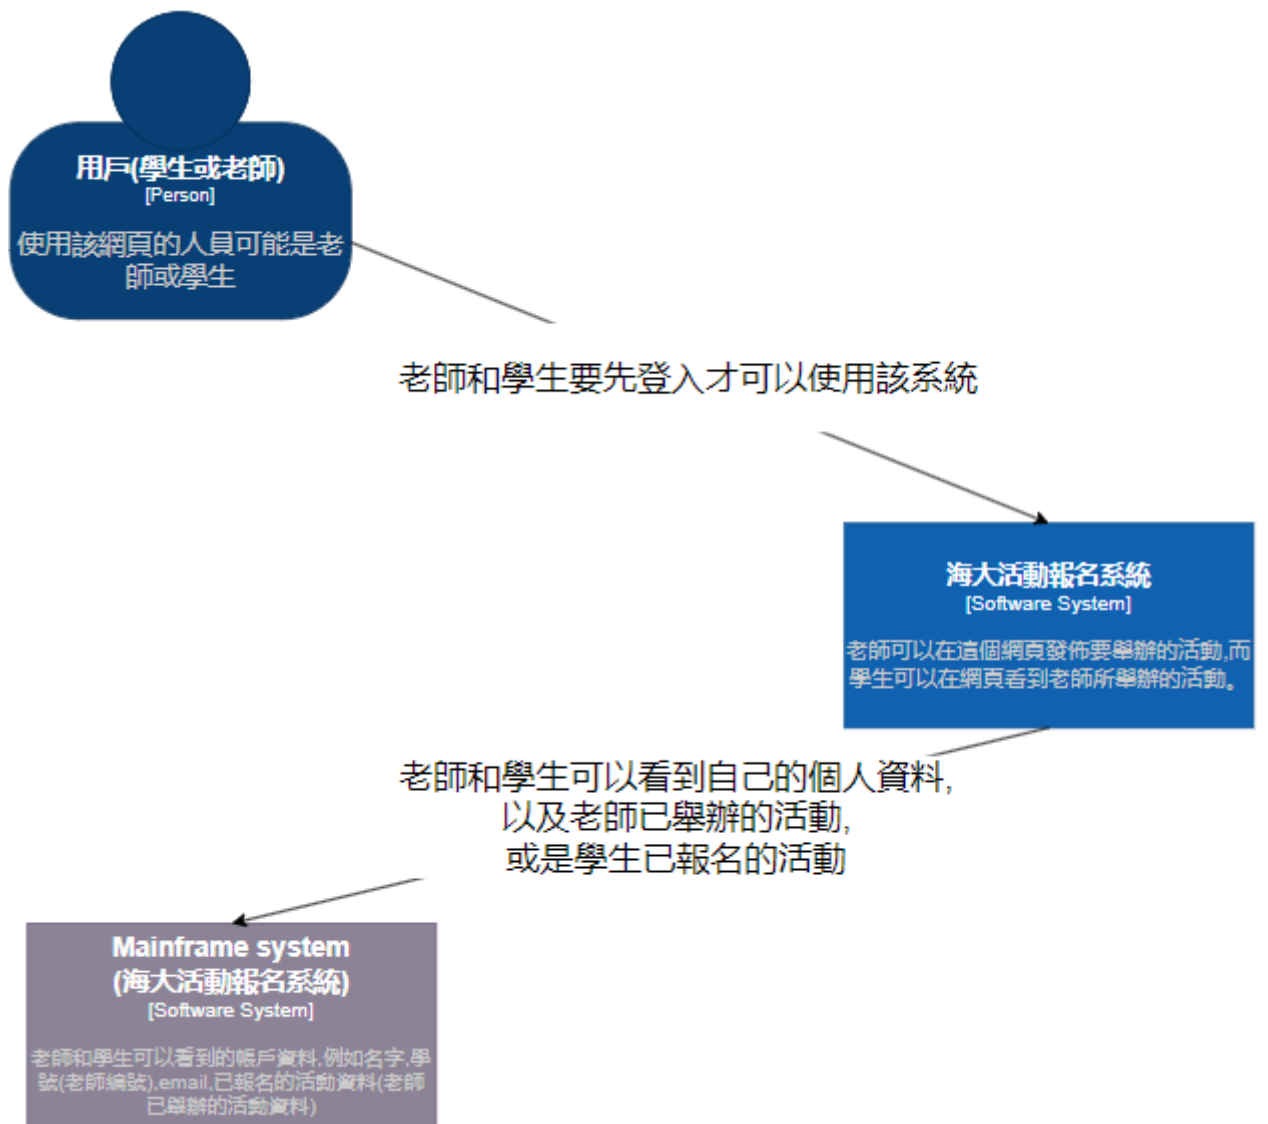 用戶(學生或老師)
[Person]
使用該網頁的人員可能是老
師或學生
老師和學生要先登入才可以使用該系統
海大活動報名系統
[Software System]
老師可以在這個網頁發佈要舉辦的活動,而
學生可以在網頁看到老師所舉辦的活動。
老師和學生可以看到自己的個人資料,
以及老師已舉辦的活動,
或是學生已報名的活動
Mainframe system
(海大活動報名系統)
[Software System]
老師和學生可以看到的帳戶資料,例如名字,學
號(老師編號),email,已報名的活動資料(老師
已舉辦的活動資料)